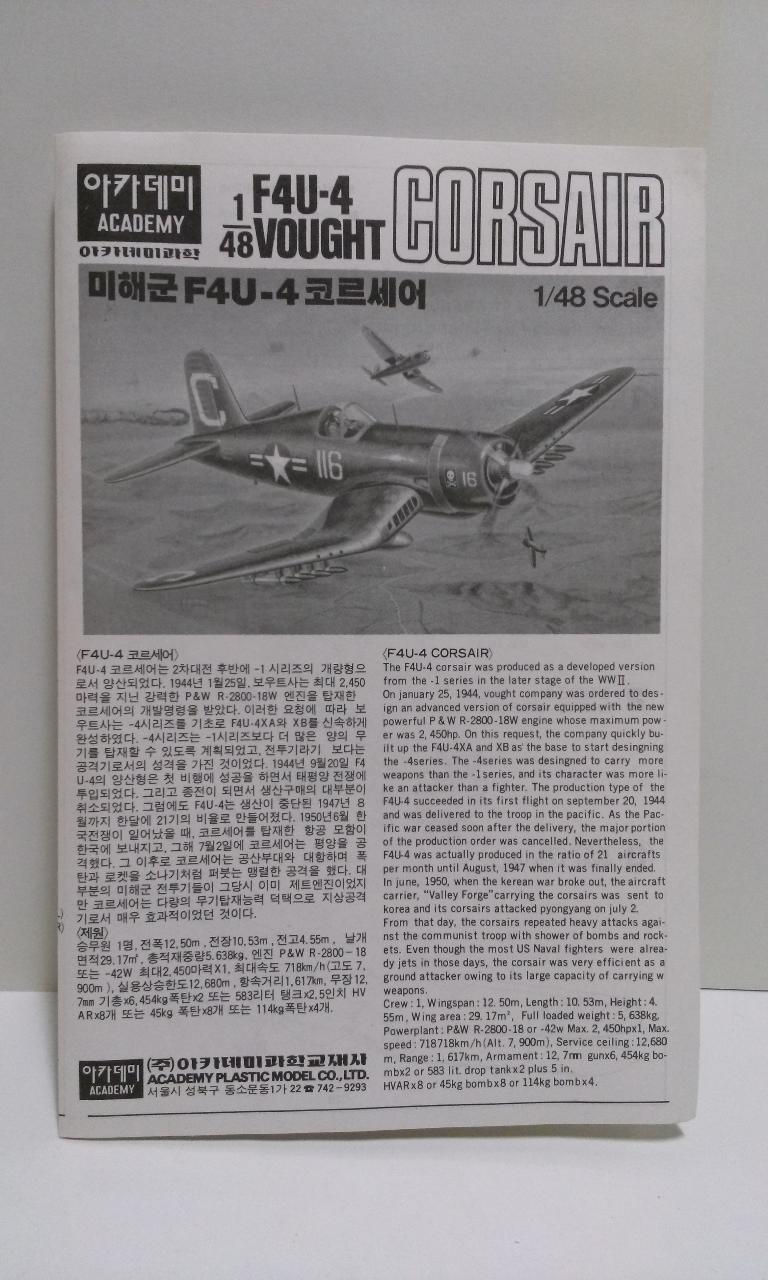 아카데미
ACADEMY
아카데미과학
1/48
F4U-4
VOUGHT
CORSAIR
미해군 F4U-4 코르세어
1/48 Scale
C
116
16
〈F4U-4 코르세어〉
F4U-4 코르세어는 2차대전 후반에 -1 시리즈의 개량형으
로서 양산되었다. 1944년 1월25일, 보우트사는 최대 2,450
마력을 지닌 강력한 P&W R-2800-18W 엔진을 탑재한
코르세어의 개발명령을 받았다. 이러한 요청에 따라 보
우트사는 -4시리즈를 기초로 F4U-4XA와 XB를 신속하게
완성하였다. -4시리즈는 -1시리즈보다 더 많은 양의 무
기를 탑재할 수 있도록 계획되었고, 전투기라기 보다는
공격기로서의 성격을 가진 것이었다. 1944년 9월20일 F4
U-4의 양산형은 첫 비행에 성공을 하면서 태평양 전쟁에
투입되었다. 그리고 종전이 되면서 생산구매의 대부분이
취소되었다. 그럼에도 F4U-4는 생산이 중단된 1947년 8
월까지 한달에 21기의 비율로 만들어졌다. 1950년6월 한
국전쟁이 일어났을 때, 코르세어를 탑재한 항공 모함이
한국에 보내지고, 그해 7월2일에 코르세어는 평양을 공
격했다. 그 이후로 코르세어는 공산부대와 대항하며 폭
탄과 로켓을 소나기처럼 퍼붓는 맹렬한 공격을 했다. 대
부분의 미해군 전투기들이 그당시 이미 제트엔진이었지
만 코르세어는 다량의 무기탑재능력 덕택으로 지상공격
기로서 매우 효과적이었던 것이다.
〈제원〉
승무원 1명, 전폭12,50m, 전장10,53m, 전고4.55m, 날개
면적29.17m², 총적재중량5.638kg, 엔진 P&W R-2800-18
또는 -42W 최대2,450마력X1, 최대속도 718km/h(고도 7,
900m), 실용상승한도12,680m, 항속거리1,617km, 무장12,
7mm 기총x6,454kg폭탄x2 또는 583리터 탱크x2,5인치 HV
ARx8개 또는 45kg 폭탄x8개 또는 114kg폭탄x4개.
〈F4U-4 CORSAIR〉
The F4U-4 corsair was produced as a developed version
from the -1 series in the later stage of the WWⅡ.
On january 25, 1944, vought company was ordered to des-
ign an advanced version of corsair equipped with the new
powerful P & W R-2800-18W engine whose maximum pow-
er was 2, 450hp. On this request, the company quickly bu-
ilt up the F4U-4XA and XB as the base to start desingning
the -4series. The -4series was desingned to carry more
weapons than the -1series, and its character was more li-
ke an attacker than a fighter. The production type of the
F4U-4 succeeded in its first flight on september 20, 1944
and was delivered to the troop in the pacific. As the Pac-
ific war ceased soon after the delivery, the major portion
of the production order was cancelled. Nevertheless, the
F4U-4 was actually produced in the ratio of 21 aircrafts
per month until August, 1947 when it was finally ended.
In june, 1950, when the kerean war broke out, the aircraft
carrier, "Valley Forge" carrying the corsairs was sent to
korea and its corsairs attacked pyongyang on july 2.
From that day, the corsairs repeated heavy attacks agai-
nst the communist troop with shower of bombs and rock-
ets. Even though the most US Naval fighters were alrea-
dy jets in those days, the corsair was very efficient as a
ground attacker owing to its large capacity of carrying w
weapons.
Crew : 1, Wingspan : 12. 50m, Length : 10. 53m, Height : 4.
55m, Wing area : 29. 17m², Full loaded weight : 5, 638kg,
Powerplant : P&W R-2800-18 or -42w Max. 2, 450hpx1, Max.
speed : 718718km/h (Alt. 7, 900m), Service ceiling : 12,680
m, Range : 1, 617km, Armament : 12, 7mm gunx6, 454kg bo-
mbx2 or 583 lit. drop tankx2 plus 5 in.
HVARx8 or 45kg bombx8 or 114kg bombx4.
아카데미
ACADEMY
(주)아카데미과학교재사
ACADEMY PLASTIC MODEL CO., LTD.
서울시 성북구 동소문동1가 22 ☎ 742-9293